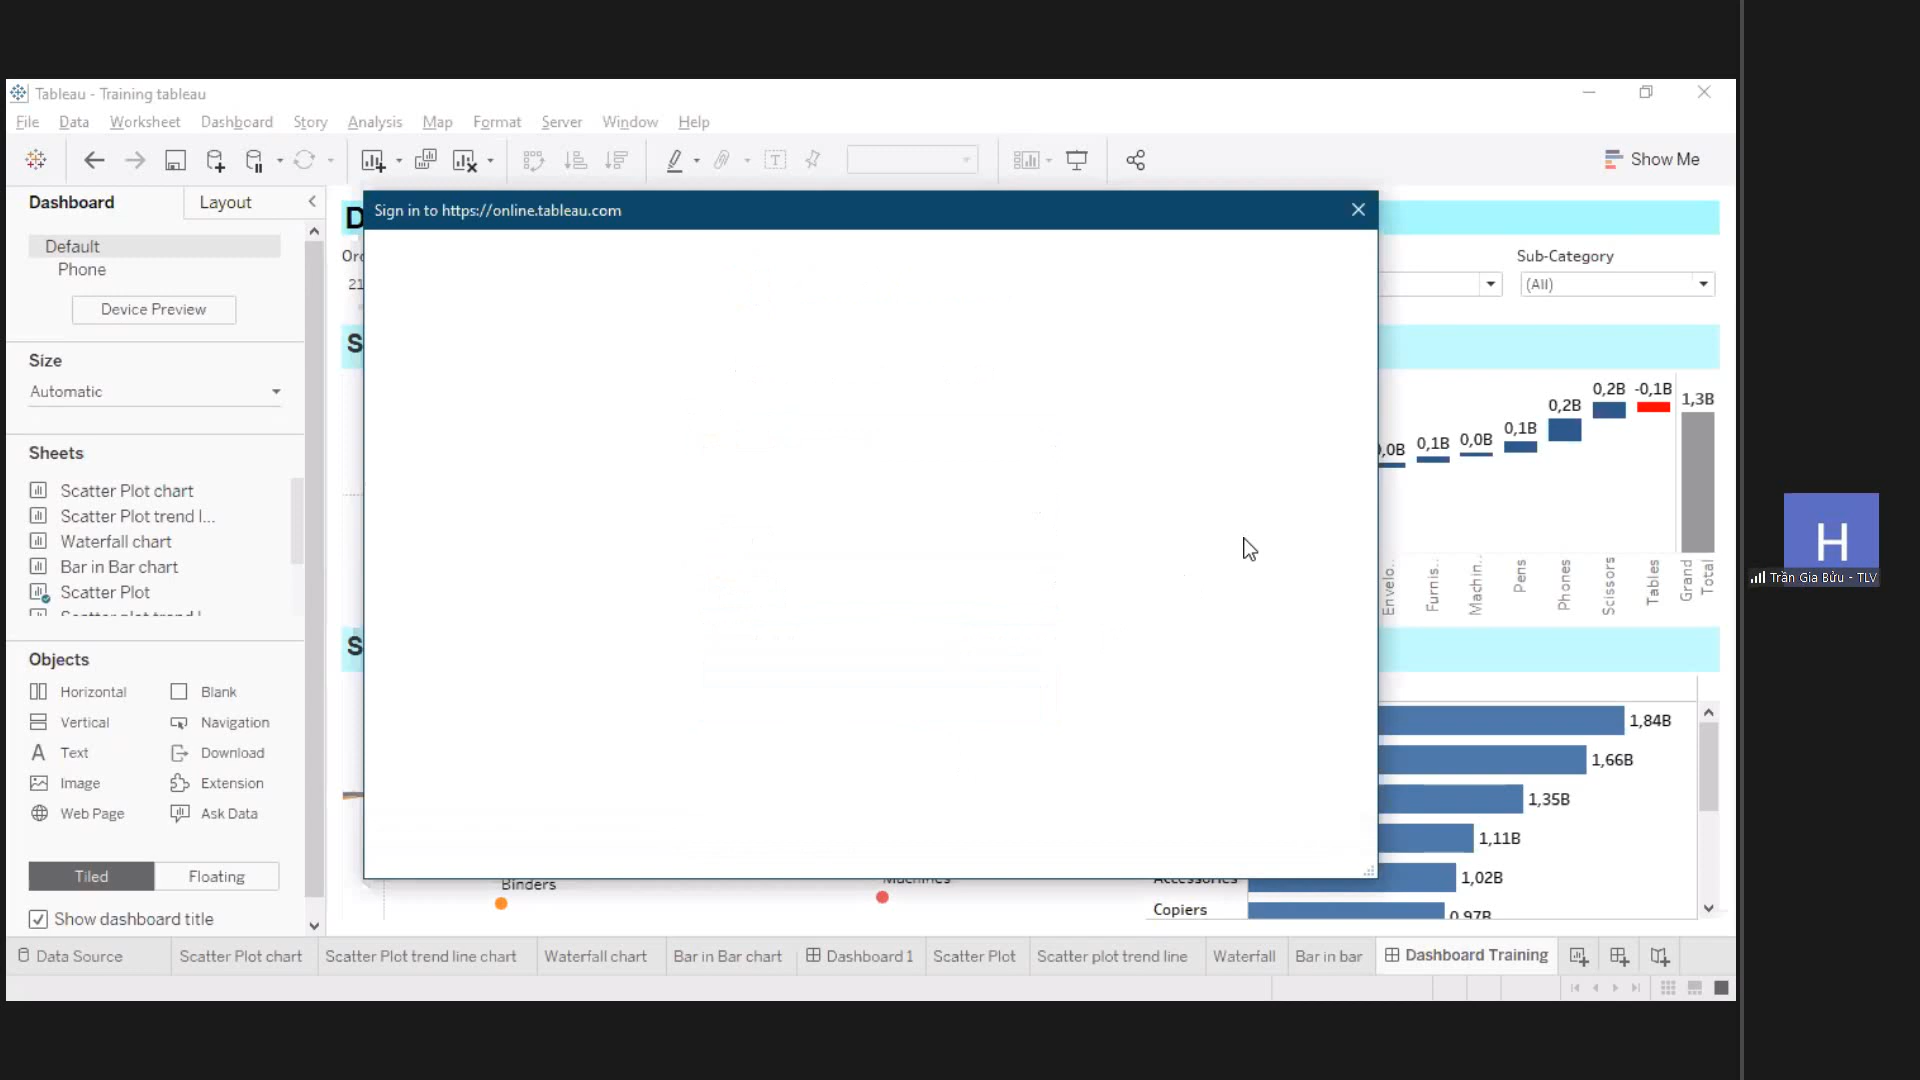 Tableau - Training tableau
File Data Worksheet Dashboard Story Analysis Map Format Server Window Help
Show Me
Dashboard Layout
Default
Phone
Device Preview
Size
Automatic
Sheets
Scatter Plot chart
Scatter Plot trend l...
Waterfall chart
Bar in Bar chart
Scatter Plot
Objects
Horizontal Blank
Vertical Navigation
Text Download
Image Extension
Web Page Ask Data
Tiled Floating
Show dashboard title
Sign in to https://online.tableau.com
D
Sub-Category
21
(All)
S
0,2B -0,1B 1,3B
0,2B
0,1B
0,1B 0,0B
Envelo.. Furnis.. Machin.. Pens Phones Scissors Tables Grand Total
S
1,84B
1,66B
1,35B
1,11B
1,02B
Accessories
Binders
Machines
Copiers
0,97B
Data Source Scatter Plot chart Scatter Plot trend line chart Waterfall chart Bar in Bar chart Dashboard 1 Scatter Plot Scatter plot trend line Waterfall Bar in bar Dashboard Training
H
Trần Gia Bửu - TLV